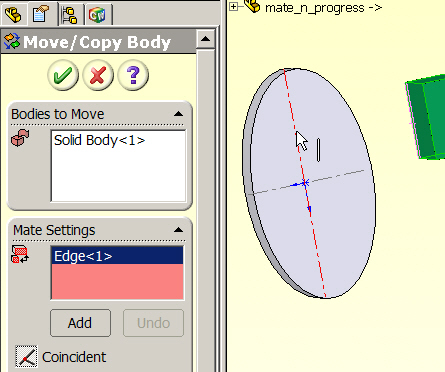 mate_n_progress ->
Move/Copy Body
?
Bodies to Move
Solid Body<1>
Mate Settings
Edge<1>
Add Undo
Coincident